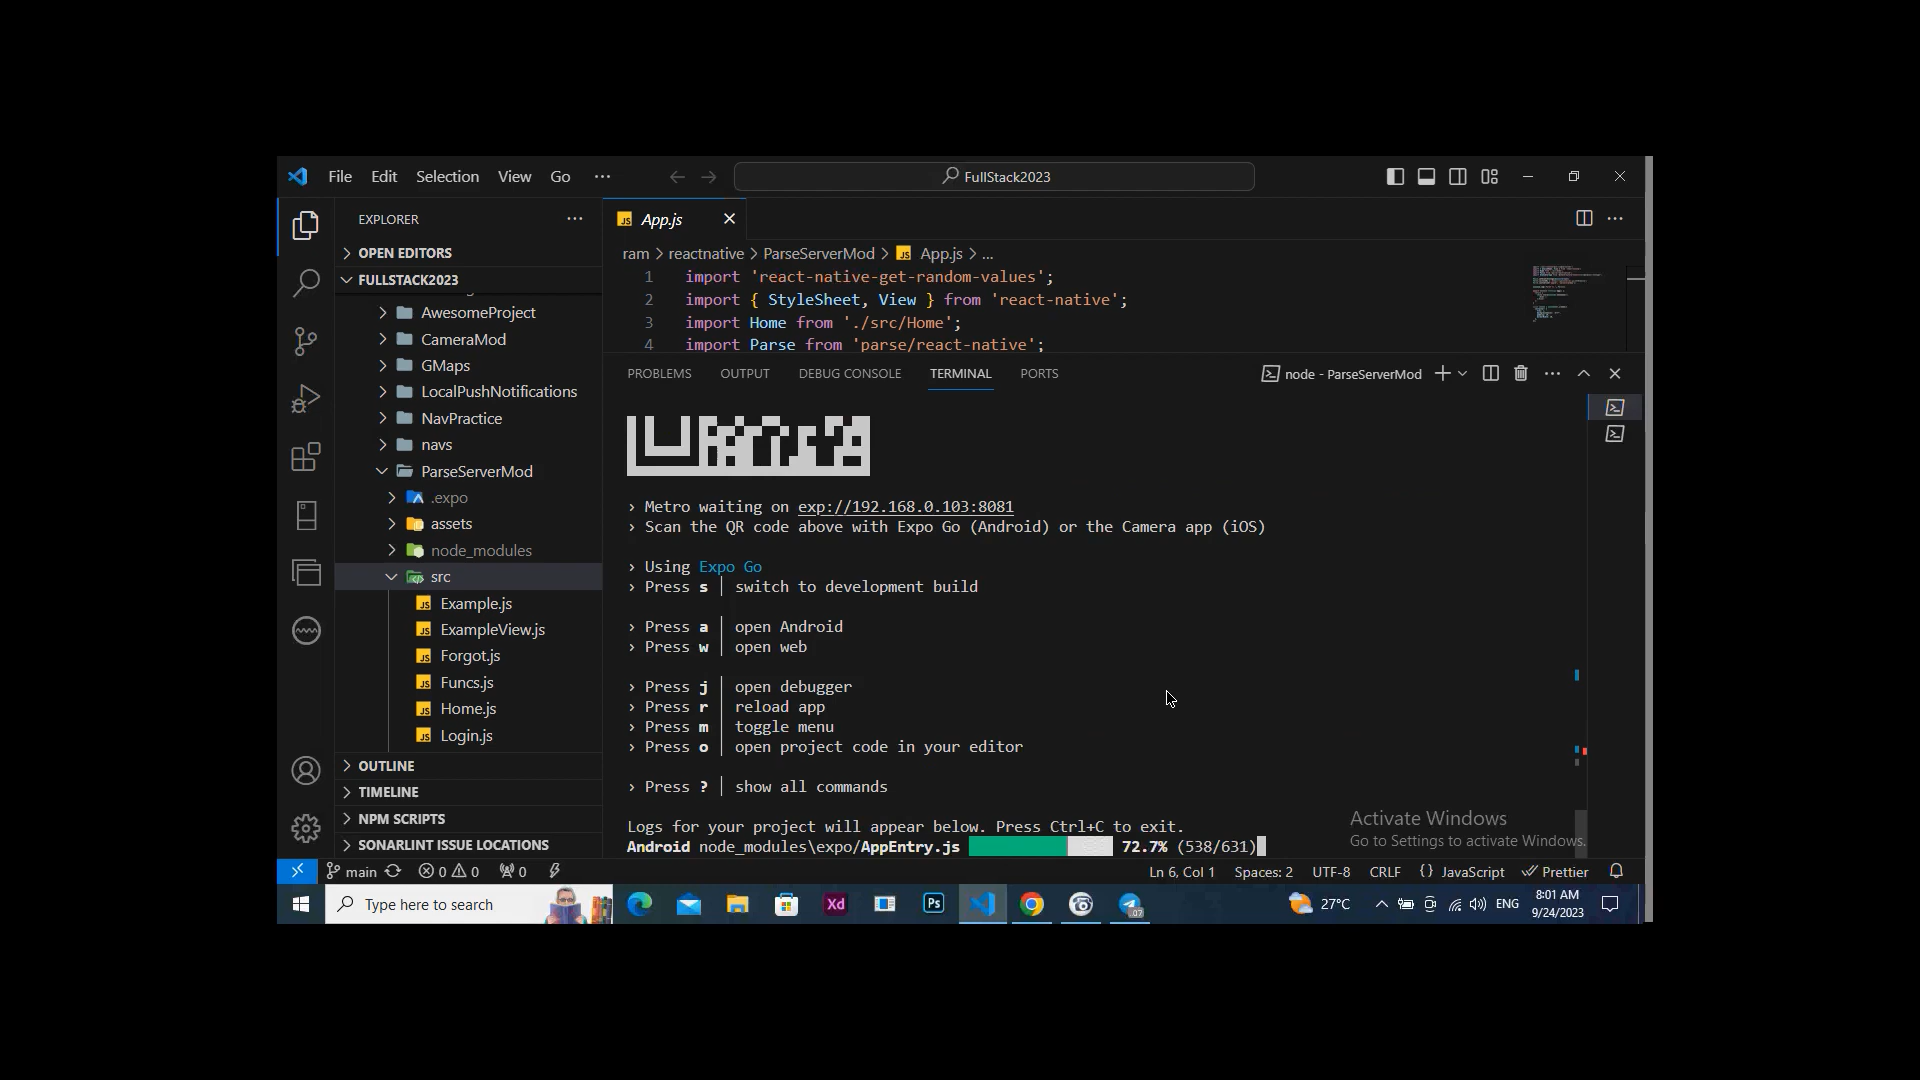 File Edit Selection View Go ··· FullStack2023
EXPLORER ···
OPEN EDITORS
FULLSTACK2023
AwesomeProject
CameraMod
GMaps
LocalPushNotifications
NavPractice
navs
ParseServerMod
.expo
assets
node_modules
src
JS Example.js
JS ExampleView.js
JS Forgot.js
JS Funcs.js
JS Home.js
JS Login.js
OUTLINE
TIMELINE
NPM SCRIPTS
SONARLINT ISSUE LOCATIONS
JS App.js
ram > reactnative > ParseServerMod > JS App.js > ...
1 import 'react-native-get-random-values';
2 import { StyleSheet, View } from 'react-native';
3 import Home from './src/Home';
4 import Parse from 'parse/react-native';
PROBLEMS OUTPUT DEBUG CONSOLE TERMINAL PORTS node - ParseServerMod
› Metro waiting on exp://192.168.0.103:8081
› Scan the QR code above with Expo Go (Android) or the Camera app (iOS)
› Using Expo Go
› Press s │ switch to development build
› Press a │ open Android
› Press w │ open web
› Press j │ open debugger
› Press r │ reload app
› Press m │ toggle menu
› Press o │ open project code in your editor
› Press ? │ show all commands
Logs for your project will appear below. Press Ctrl+C to exit.
Android node_modules\expo/AppEntry.js 72.7% (538/631)
Activate Windows
Go to Settings to activate Windows.
main 0 0 0 Ln 6, Col 1 Spaces: 2 UTF-8 CRLF {} JavaScript Prettier
Type here to search Xd Ps 27°C ENG
8:01 AM
9/24/2023